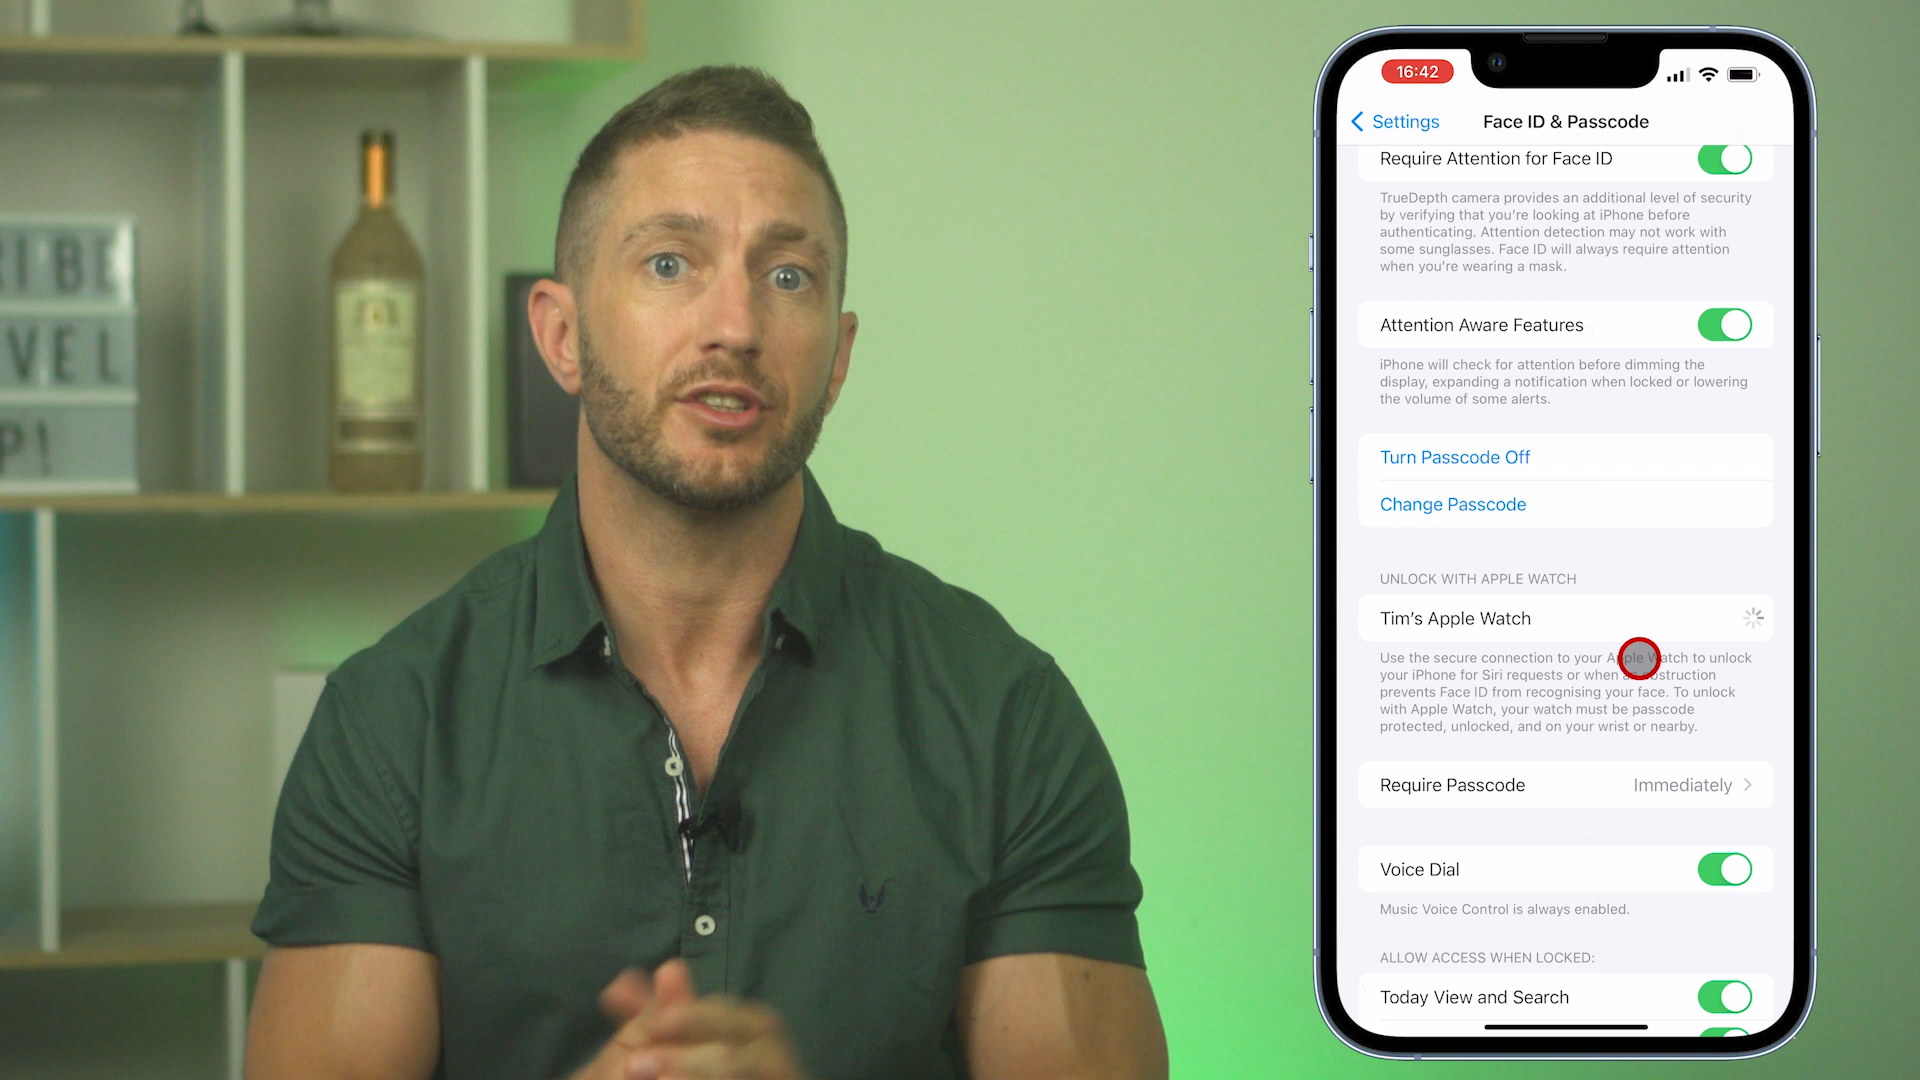 RIBE
VEL
P!
16:42
Settings
Face ID & Passcode
Require Attention for Face ID
TrueDepth camera provides an additional level of security
by verifying that you're looking at iPhone before
authenticating. Attention detection may not work with
some sunglasses. Face ID will always require attention
when you're wearing a mask.
Attention Aware Features
iPhone will check for attention before dimming the
display, expanding a notification when locked or lowering
the volume of some alerts.
Turn Passcode Off
Change Passcode
UNLOCK WITH APPLE WATCH
Tim's Apple Watch
Use the secure connection to your Apple Watch to unlock
your iPhone for Siri requests or when an obstruction
prevents Face ID from recognising your face. To unlock
with Apple Watch, your watch must be passcode
protected, unlocked, and on your wrist or nearby.
Require Passcode
Immediately
Voice Dial
Music Voice Control is always enabled.
ALLOW ACCESS WHEN LOCKED:
Today View and Search